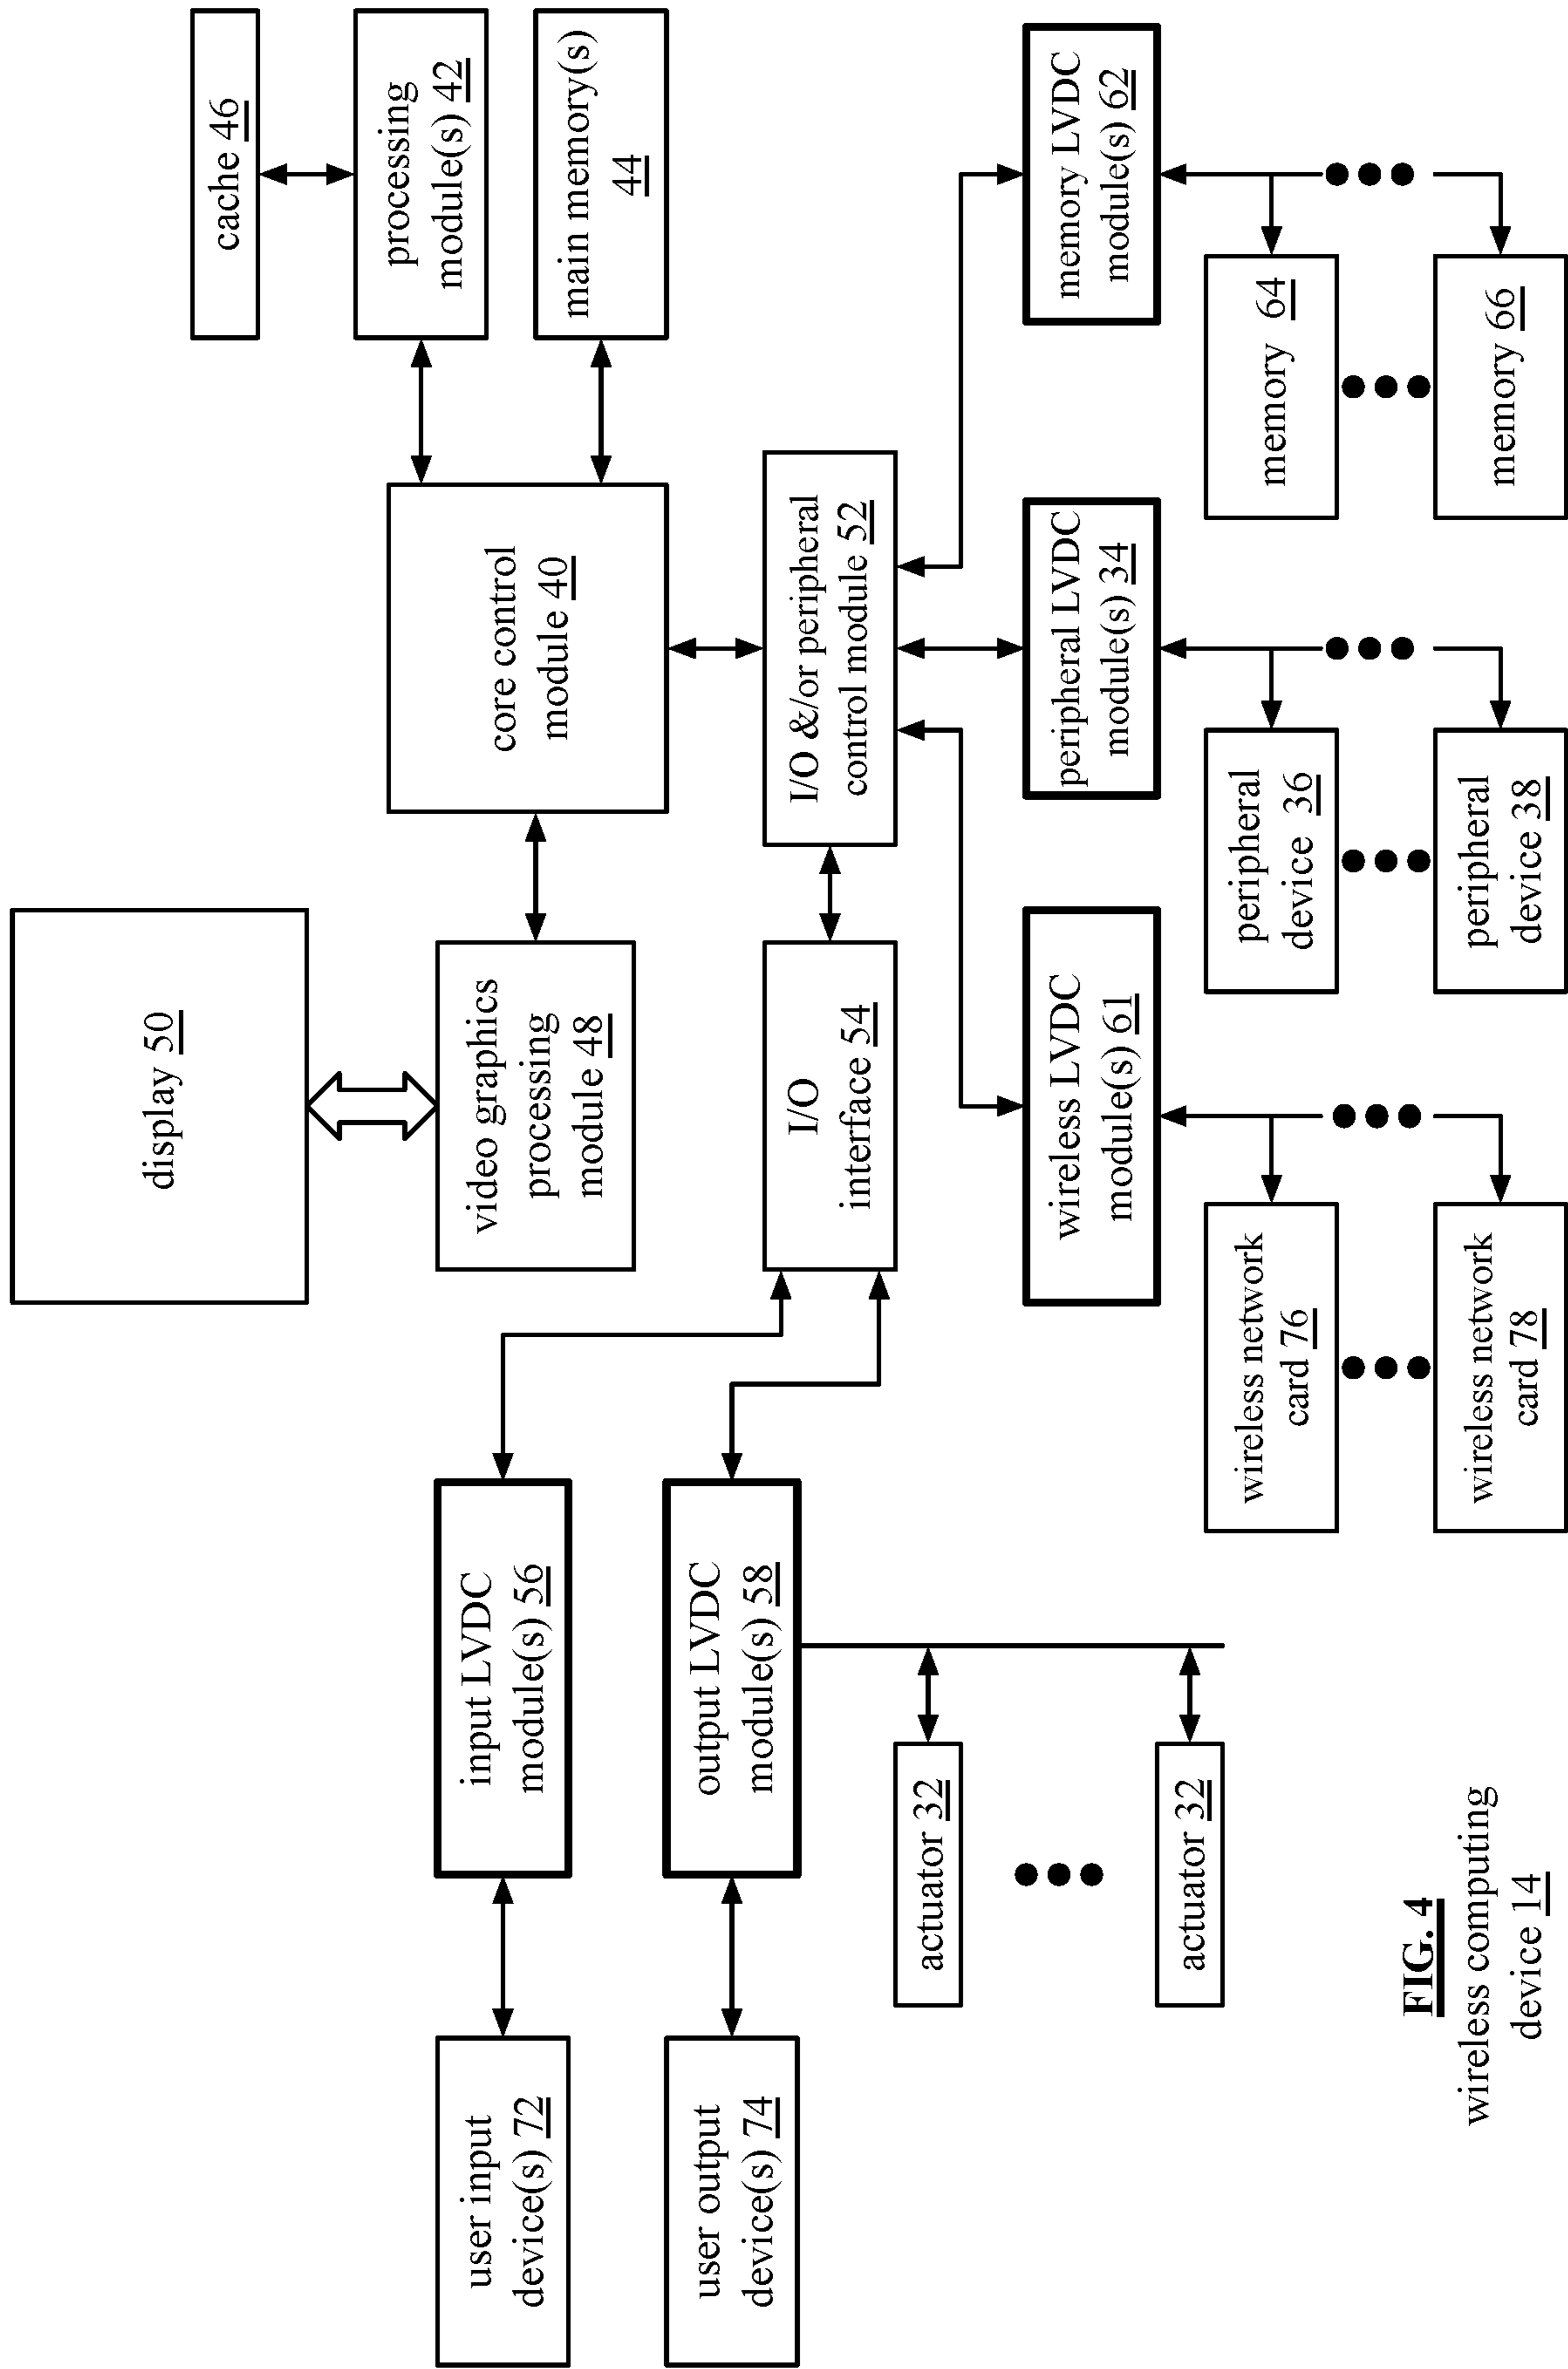 display 50
cache 46
video graphics
processing
module 48
core control
module 40
processing
module(s) 42
main memory(s)
44
user input
device(s) 72
input LVDC
module(s) 56
user output
device(s) 74
output LVDC
module(s) 58
I/O
interface 54
I/O &/or peripheral
control module 52
actuator 32
actuator 32
wireless LVDC
module(s) 61
peripheral LVDC
module(s) 34
memory LVDC
module(s) 62
wireless network
card 76
peripheral
device 36
memory 64
wireless network
card 78
peripheral
device 38
memory 66
FIG. 4
wireless computing
device 14